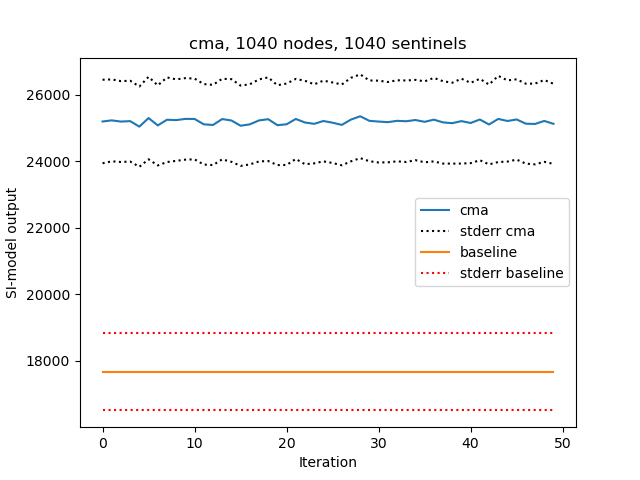 cma, 1040 nodes, 1040 sentinels
SI-model output
26000
24000
22000
20000
18000
cma
stderr cma
baseline
stderr baseline
0 10 20 30 40 50
Iteration